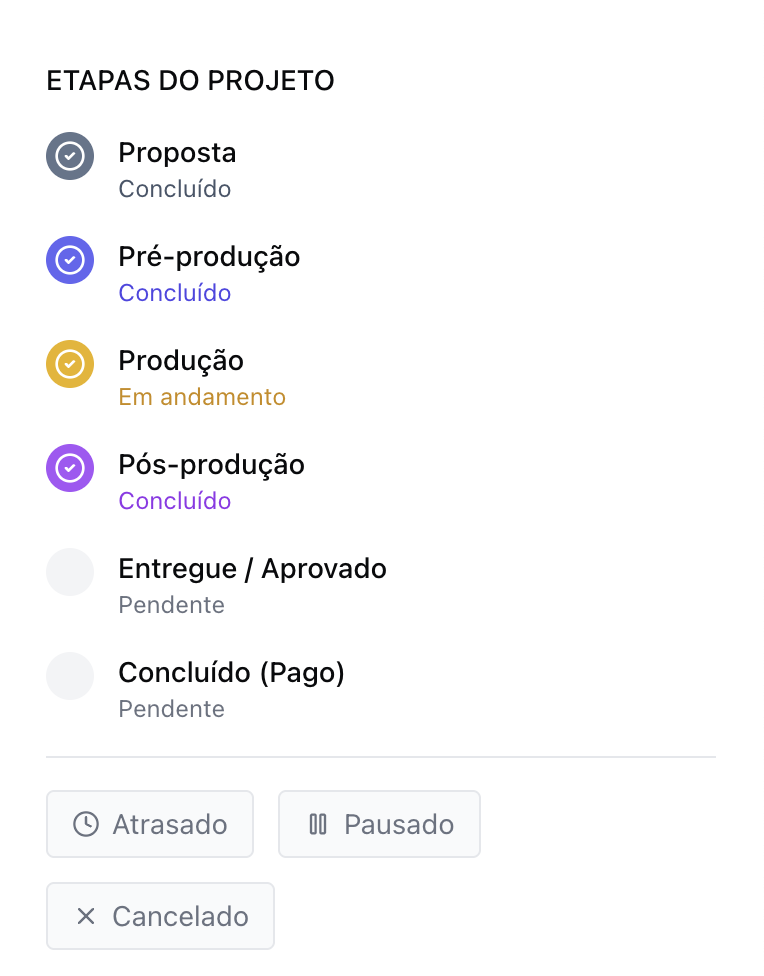 ETAPAS DO PROJETO
Proposta
Concluído
Pré-produção
Concluído
Produção
Em andamento
Pós-produção
Concluído
Entregue / Aprovado
Pendente
Concluído (Pago)
Pendente
Atrasado
Pausado
Cancelado